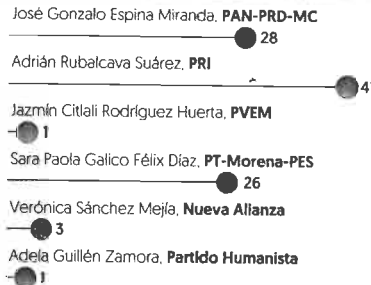 José Gonzalo Espina Miranda, PAN-PRD-MC
28
Adrián Rubalcava Suárez, PRI
Jazmín Citlali Rodríguez Huerta, PVEM
1
Sara Paola Galico Félix Díaz, PT-Morena-PES
26
Verónica Sánchez Mejía, Nueva Alianza
3
Adela Guillén Zamora, Partido Humanista
1